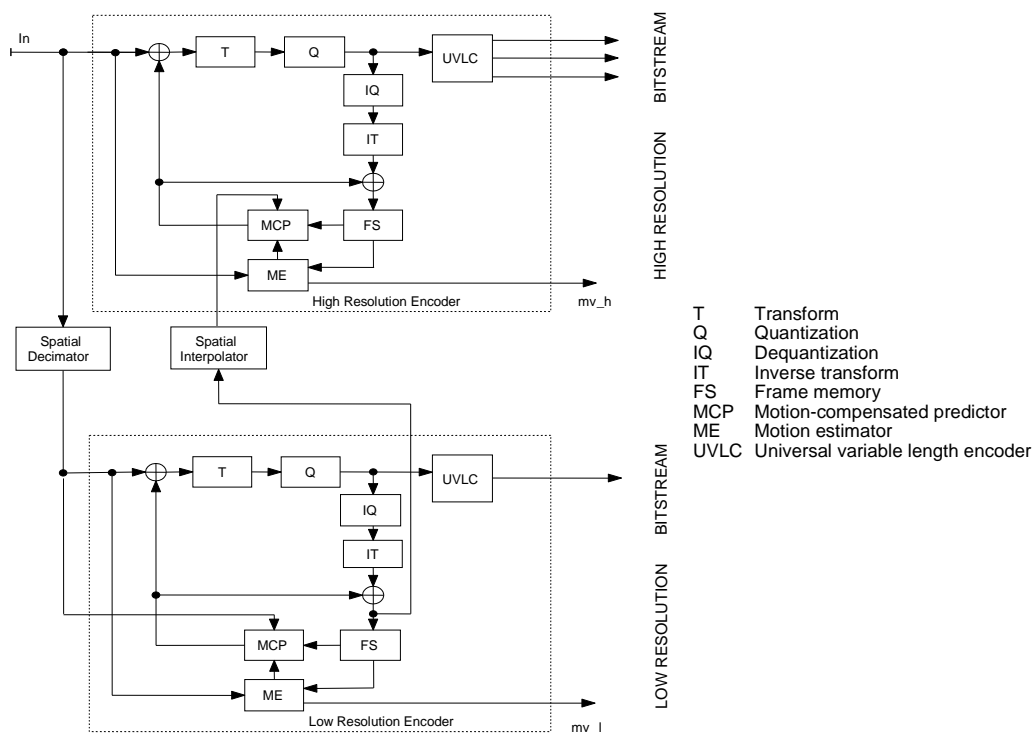 In
T
Q
UVLC
IQ
IT
MCP
FS
ME
High Resolution Encoder
mv_h
BITSTREAM
HIGH RESOLUTION
Spatial
Decimator
Spatial
Interpolator
T Transform
Q Quantization
IQ Dequantization
IT Inverse transform
FS Frame memory
MCP Motion-compensated predictor
ME Motion estimator
UVLC Universal variable length encoder
T
Q
UVLC
IQ
IT
MCP
FS
ME
Low Resolution Encoder
mv_l
BITSTREAM
LOW RESOLUTION